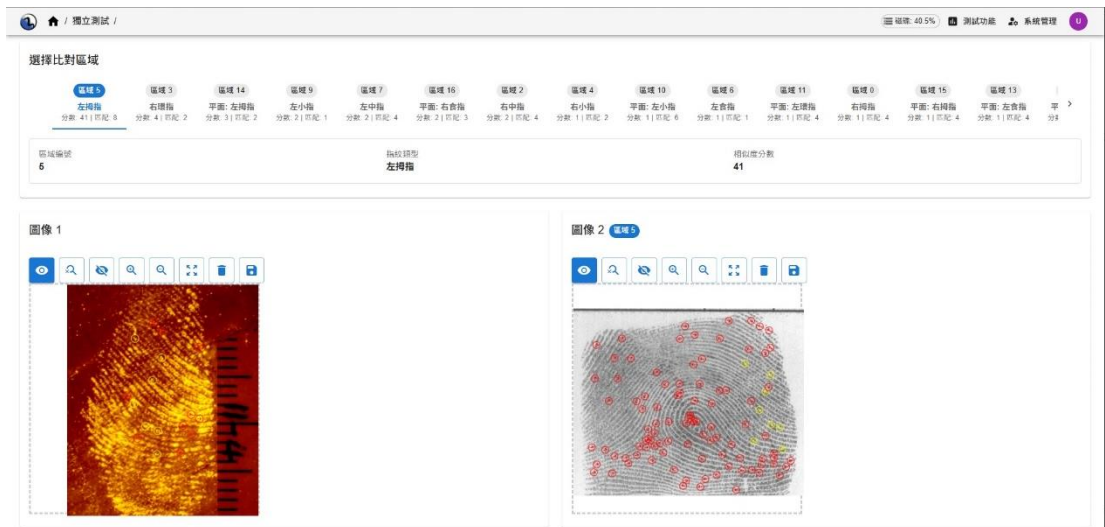 / 獨立測試 /
磁碟: 40.5%
測試功能
系統管理
U
選擇比對區域
區域 5 區域 3 區域 14 區域 9 區域 7 區域 16 區域 2 區域 4 區域 10 區域 6 區域 11 區域 0 區域 15 區域 13
左拇指 右環指 平面: 左拇指 左小指 左中指 平面: 右食指 右中指 右小指 平面: 左小指 左食指 平面: 左環指 右拇指 平面: 右拇指 平面: 左食指 平
分數: 41 | 匹配: 8 分數: 4 | 匹配: 2 分數: 3 | 匹配: 2 分數: 2 | 匹配: 1 分數: 2 | 匹配: 4 分數: 2 | 匹配: 3 分數: 2 | 匹配: 4 分數: 1 | 匹配: 2 分數: 1 | 匹配: 6 分數: 1 | 匹配: 1 分數: 1 | 匹配: 4 分數: 1 | 匹配: 4 分數: 1 | 匹配: 4 分數: 1 | 匹配: 4
區域編號 指紋類型 相似度分數
5 左拇指 41
圖像 1
圖像 2 區域 5